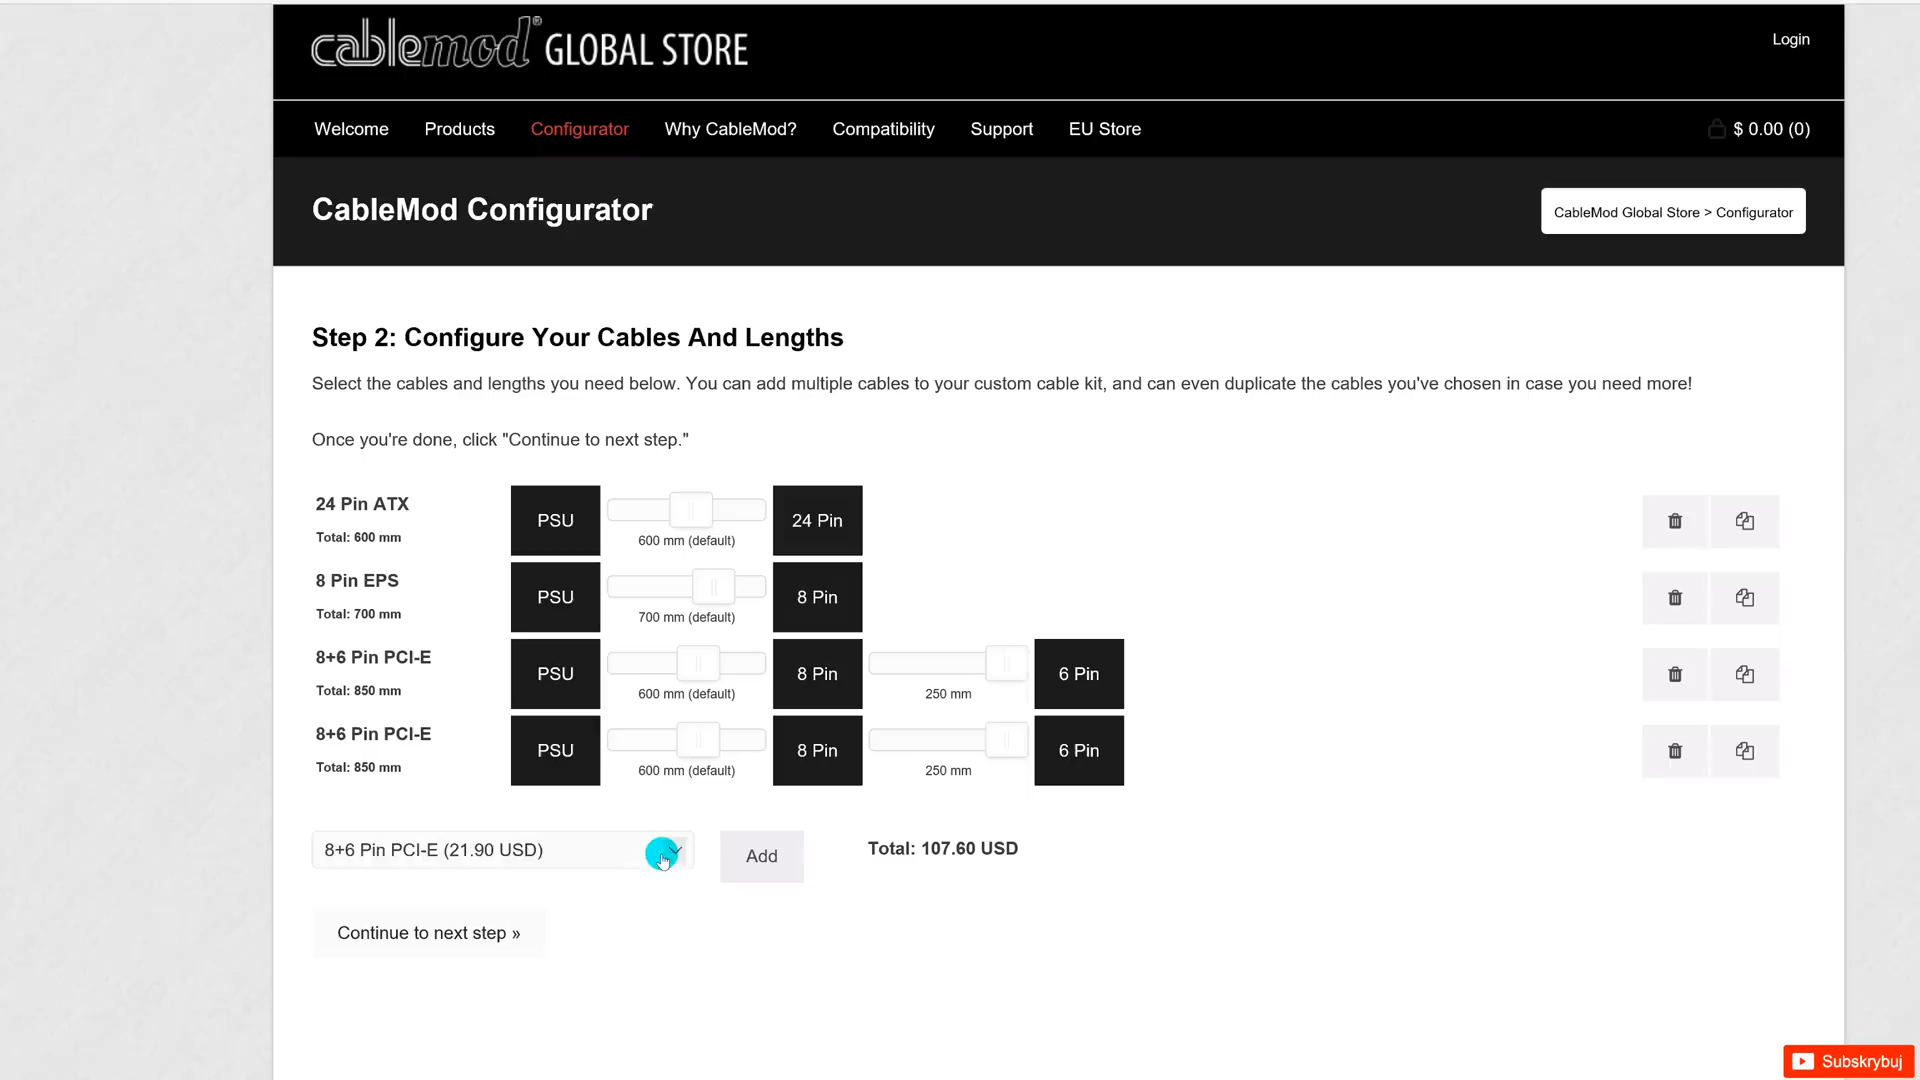 cablemod® GLOBAL STORE
Login
Welcome Products Configurator Why CableMod? Compatibility Support EU Store $ 0.00 (0)
CableMod Configurator
CableMod Global Store > Configurator
Step 2: Configure Your Cables And Lengths
Select the cables and lengths you need below. You can add multiple cables to your custom cable kit, and can even duplicate the cables you've chosen in case you need more!
Once you're done, click "Continue to next step."
24 Pin ATX
Total: 600 mm
PSU
600 mm (default)
24 Pin
8 Pin EPS
Total: 700 mm
PSU
700 mm (default)
8 Pin
8+6 Pin PCI-E
Total: 850 mm
PSU
600 mm (default)
8 Pin
250 mm
6 Pin
8+6 Pin PCI-E
Total: 850 mm
PSU
600 mm (default)
8 Pin
250 mm
6 Pin
8+6 Pin PCI-E (21.90 USD)
Add
Total: 107.60 USD
Continue to next step »
Subskrybuj